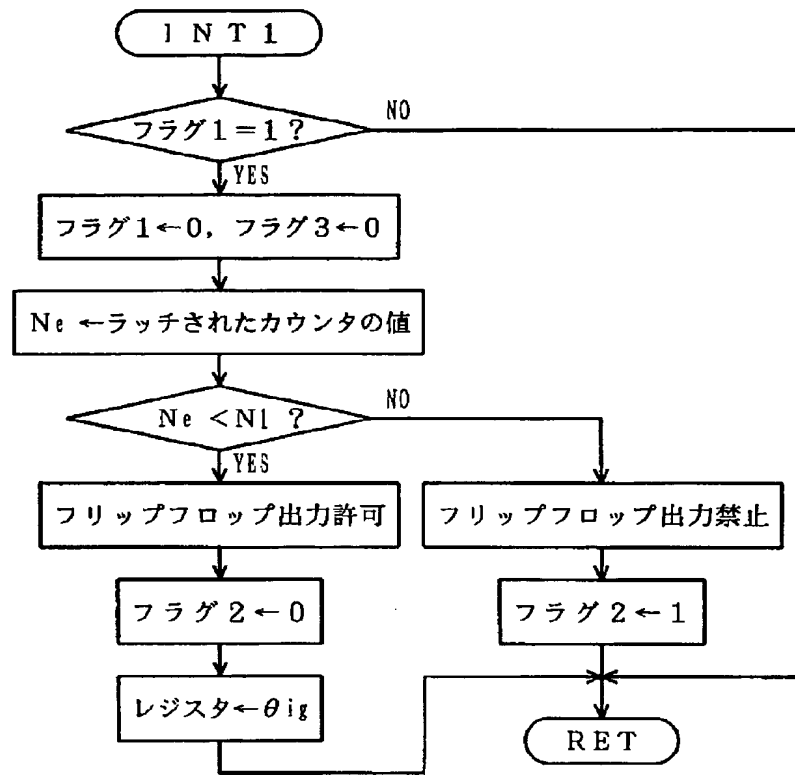 INT1
フラグ1=1?
NO
YES
フラグ1←0, フラグ3←0
Ne←ラッチされたカウンタの値
Ne<Nl?
NO
YES
フリップフロップ出力許可
フリップフロップ出力禁止
フラグ2←0
フラグ2←1
レジスタ←θig
RET